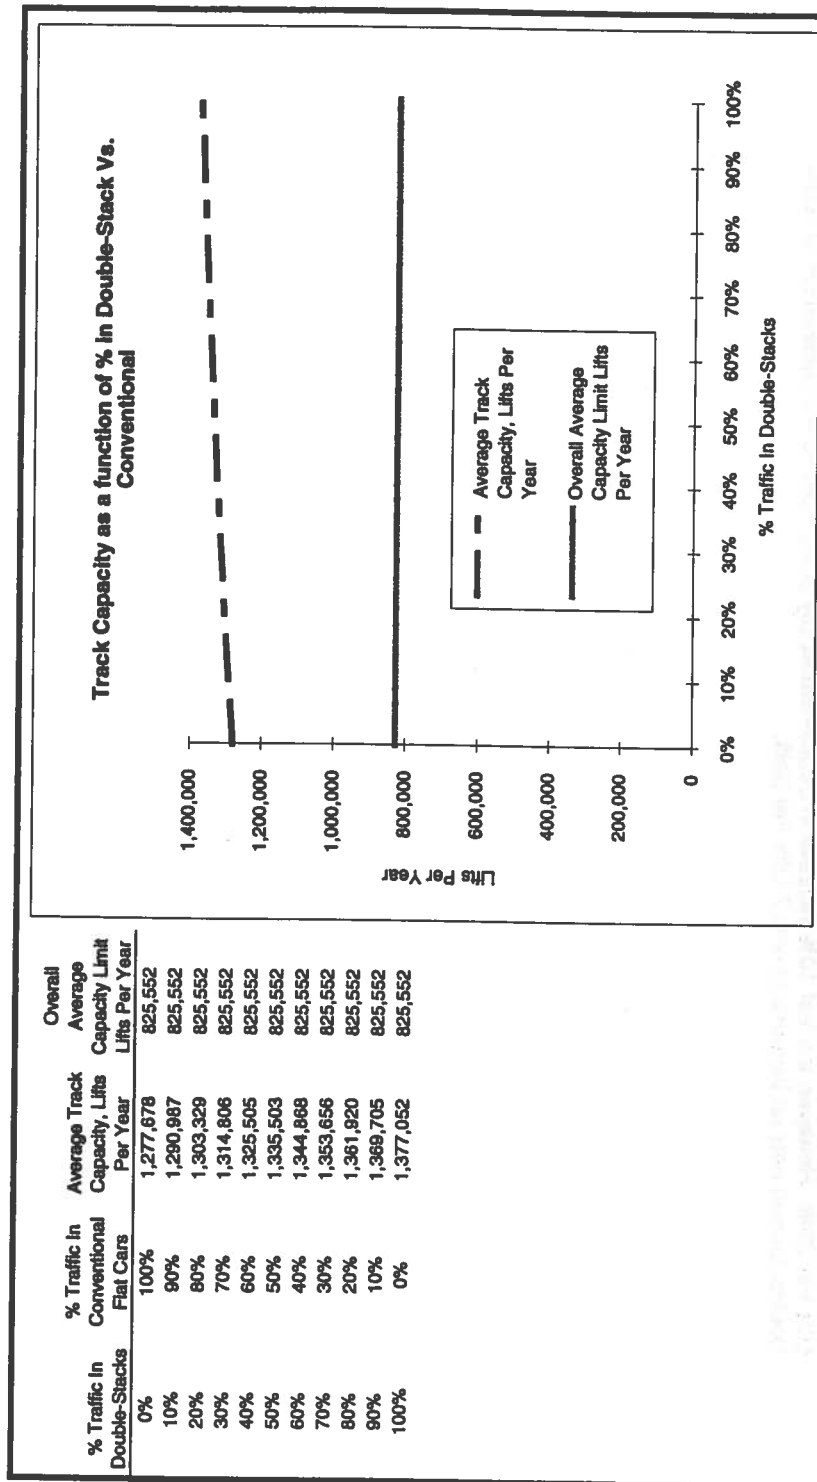 % Traffic In Double-Stacks | % Traffic In Conventional Flat Cars | Average Track Capacity, Lifts Per Year | Overall Average Capacity Limit Lifts Per Year
0% 100% 1,277,678 825,552
10% 90% 1,290,987 825,552
20% 80% 1,303,329 825,552
30% 70% 1,314,806 825,552
40% 60% 1,325,505 825,552
50% 50% 1,335,503 825,552
60% 40% 1,344,868 825,552
70% 30% 1,353,656 825,552
80% 20% 1,361,920 825,552
90% 10% 1,369,705 825,552
100% 0% 1,377,052 825,552
Track Capacity as a function of % In Double-Stack Vs.
Conventional
Lifts Per Year
1,400,000
1,200,000
1,000,000
800,000
600,000
400,000
200,000
0
Average Track
Capacity, Lifts Per
Year
Overall Average
Capacity Limit Lifts
Per Year
0% 10% 20% 30% 40% 50% 60% 70% 80% 90% 100%
% Traffic In Double-Stacks